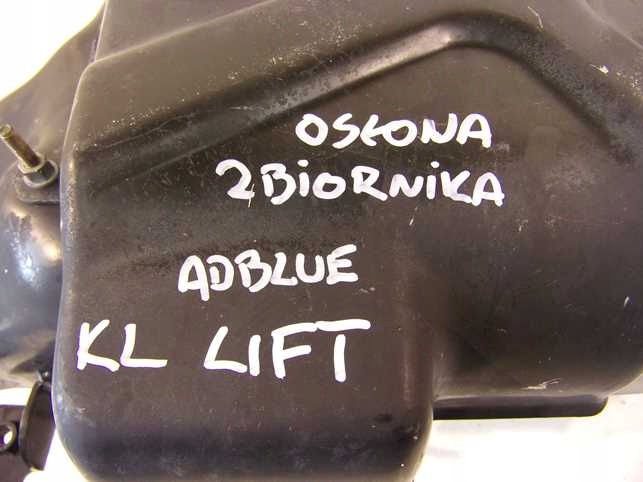 OSŁONA
ZBIORNiKA
ADBLUE
KL LIFT